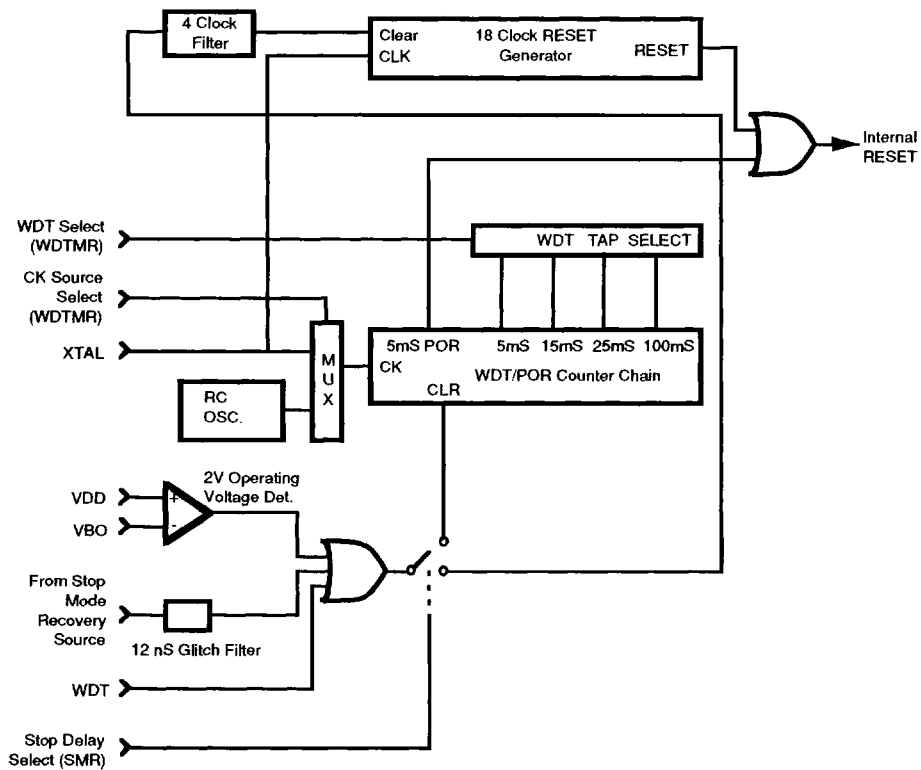 4 Clock
Filter
Clear
CLK
18 Clock RESET
Generator
RESET
Internal
RESET
WDT Select
(WDTMR)
WDT TAP SELECT
CK Source
Select
(WDTMR)
XTAL
M
U
X
5mS POR 5mS 15mS 25mS 100mS
CK
WDT/POR Counter Chain
CLR
RC
OSC.
2V Operating
Voltage Det.
VDD
+
VBO
-
From Stop
Mode
Recovery
Source
12 nS Glitch Filter
WDT
Stop Delay
Select (SMR)